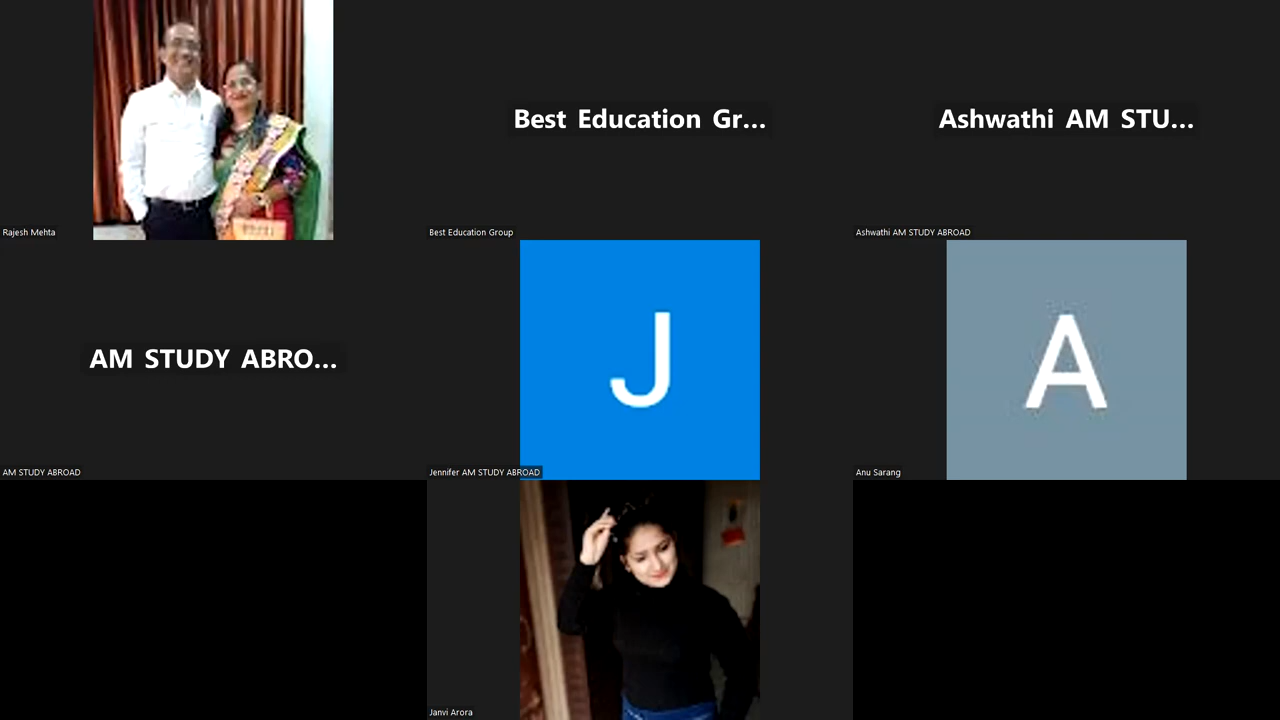 Best Education Gr...
Ashwathi AM STU...
Rajesh Mehta
Best Education Group
Ashwathi AM STUDY ABROAD
AM STUDY ABRO...
J
A
AM STUDY ABROAD
Jennifer AM STUDY ABROAD
Anu Sarang
Janvi Arora